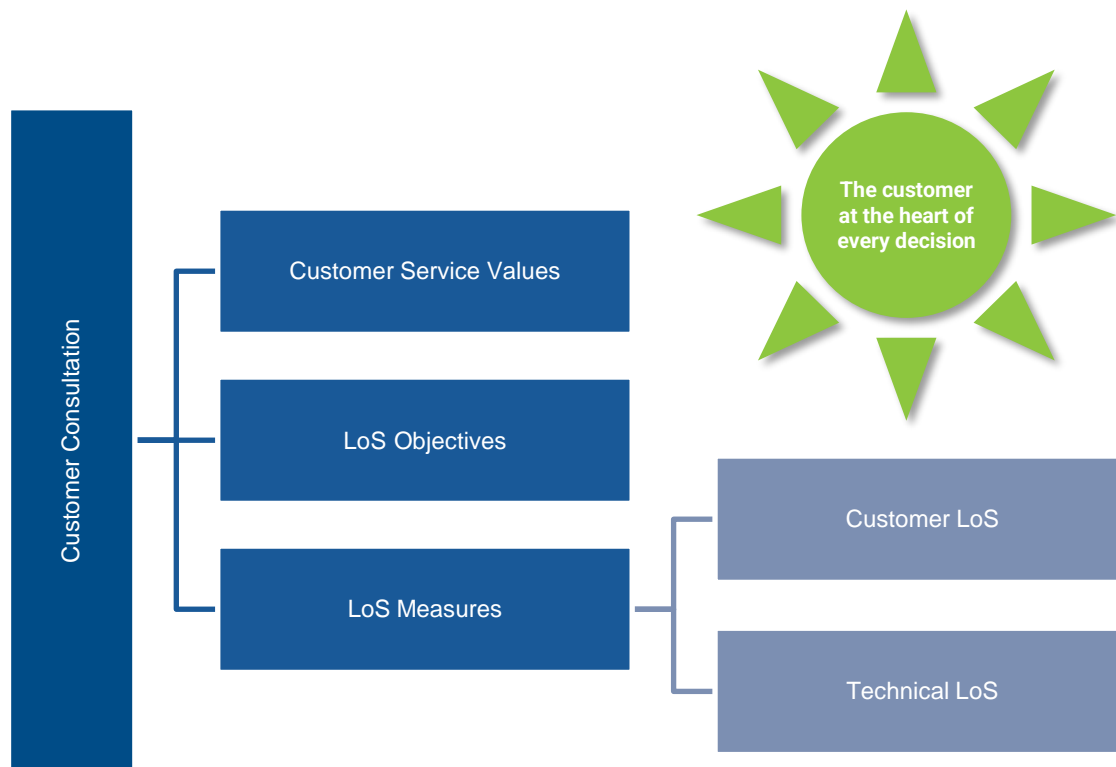 The customer
at the heart of
every decision
Customer Consultation
Customer Service Values
LoS Objectives
LoS Measures
Customer LoS
Technical LoS